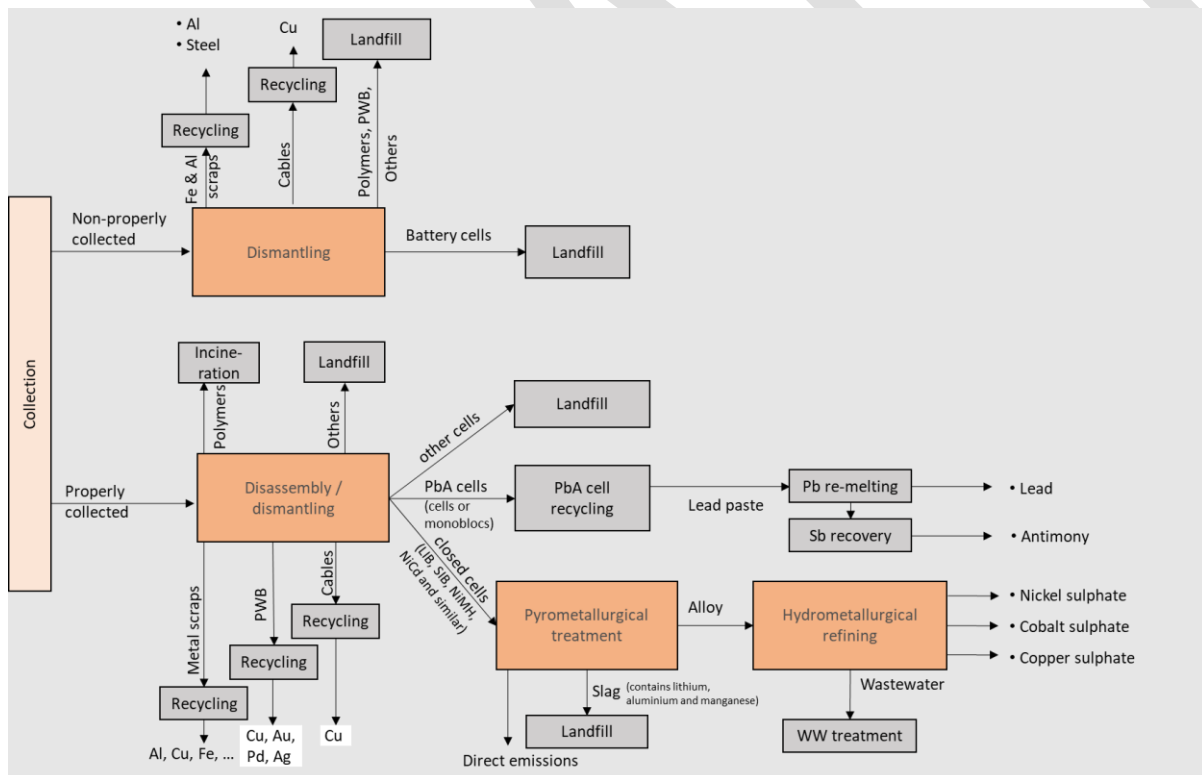 • Al
• Steel
Cu
Landfill
Recycling
Recycling
Fe & Al
scraps
Cables
Polymers, PWB,
Others
Collection
Non-properly
collected
Dismantling
Battery cells
Landfill
Incine-
ration
Landfill
Polymers
Others
Properly
collected
Disassembly /
dismantling
other cells
Landfill
PbA cells
(cells or
monoblocs)
PbA cell
recycling
Lead paste
Pb re-melting
• Lead
Sb recovery
• Antimony
closed cells
(LIB, SIB, NiMH,
NiCd and similar)
Metal scraps
PWB
Cables
Recycling
Recycling
Recycling
Al, Cu, Fe, ...
Cu, Au,
Pd, Ag
Cu
Pyrometallurgical
treatment
Alloy
Hydrometallurgical
refining
• Nickel sulphate
• Cobalt sulphate
• Copper sulphate
Slag (contains lithium,
aluminium and manganese)
Landfill
Direct emissions
Wastewater
WW treatment